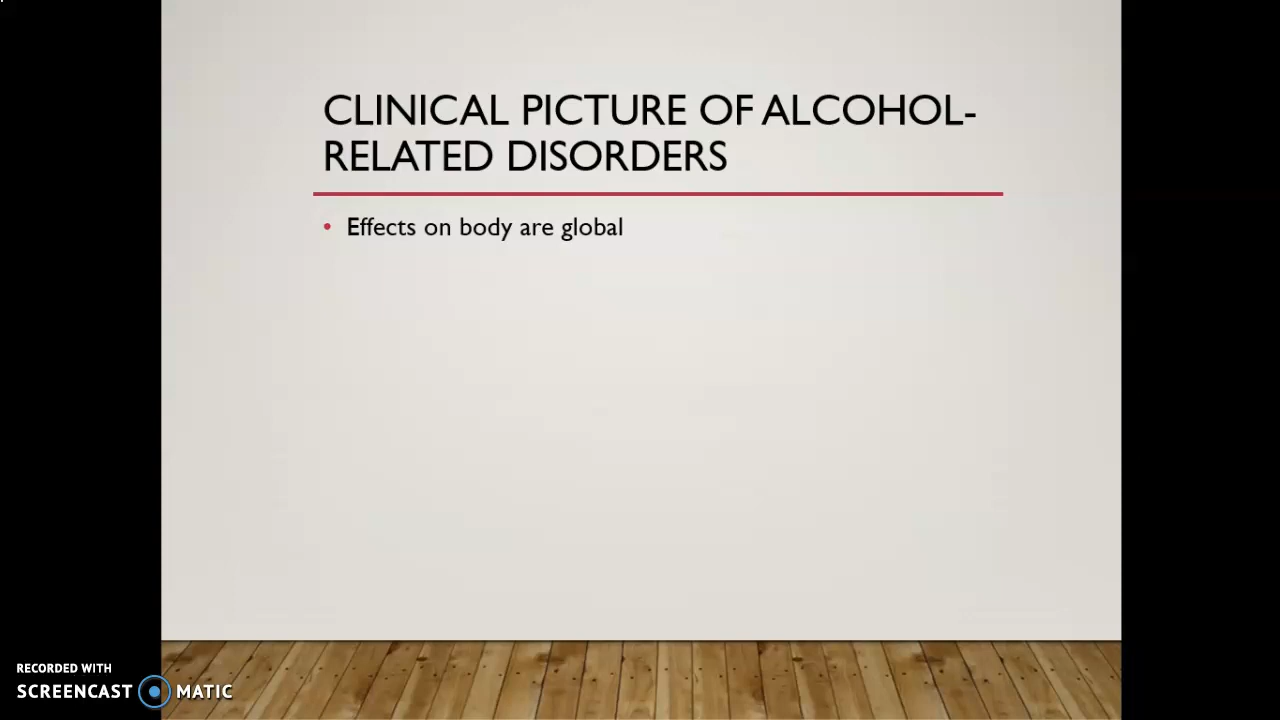 CLINICAL PICTURE OF ALCOHOL-
RELATED DISORDERS
• Effects on body are global
RECORDED WITH
SCREENCAST MATIC